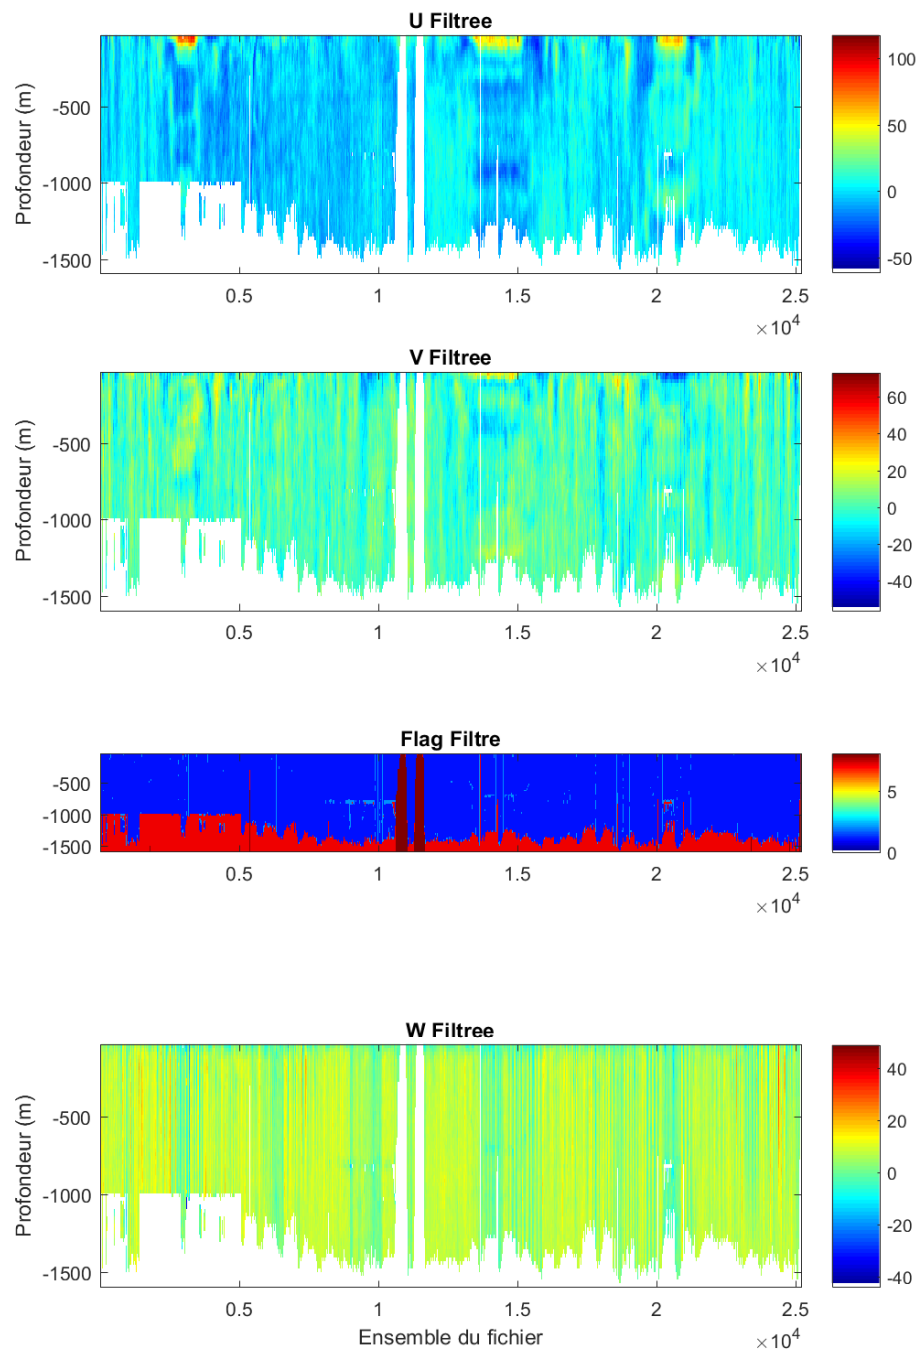 U Filtree
Profondeur (m)
-500
-1000
-1500
0.5 1 1.5 2 2.5
×10^4
100
50
0
-50
V Filtree
Profondeur (m)
-500
-1000
-1500
0.5 1 1.5 2 2.5
×10^4
60
40
20
0
-20
-40
Flag Filtre
-500
-1000
-1500
0.5 1 1.5 2 2.5
×10^4
5
0
W Filtree
Profondeur (m)
-500
-1000
-1500
0.5 1 1.5 2 2.5
Ensemble du fichier
×10^4
40
20
0
-20
-40